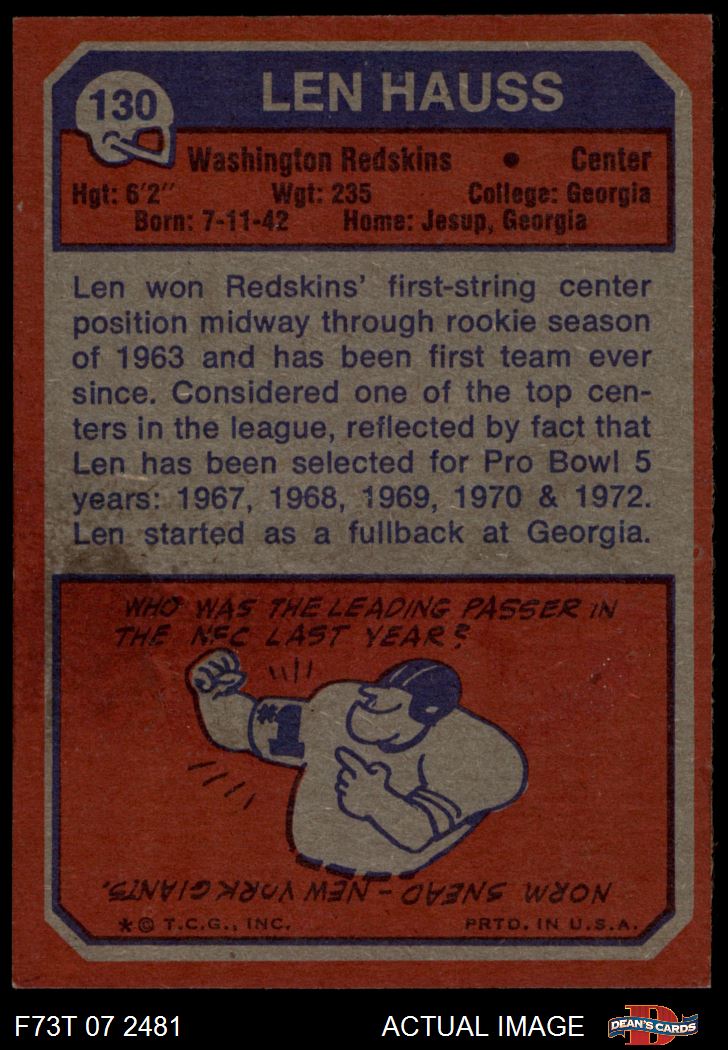 130
LEN HAUSS
Washington Redskins • Center
Hgt: 6'2" Wgt: 235 College: Georgia
Born: 7-11-42 Home: Jesup, Georgia
Len won Redskins' first-string center
position midway through rookie season
of 1963 and has been first team ever
since. Considered one of the top cen-
ters in the league, reflected by fact that
Len has been selected for Pro Bowl 5
years: 1967, 1968, 1969, 1970 & 1972.
Len started as a fullback at Georgia.
WHO WAS THE LEADING PASSER IN
THE NFC LAST YEAR?
#1
NORM SNEAD - NEW YORK GIANTS.
* © T.C.G., INC. PRTD. IN U.S.A.
F73T 07 2481 ACTUAL IMAGE D DEAN'S CARDS